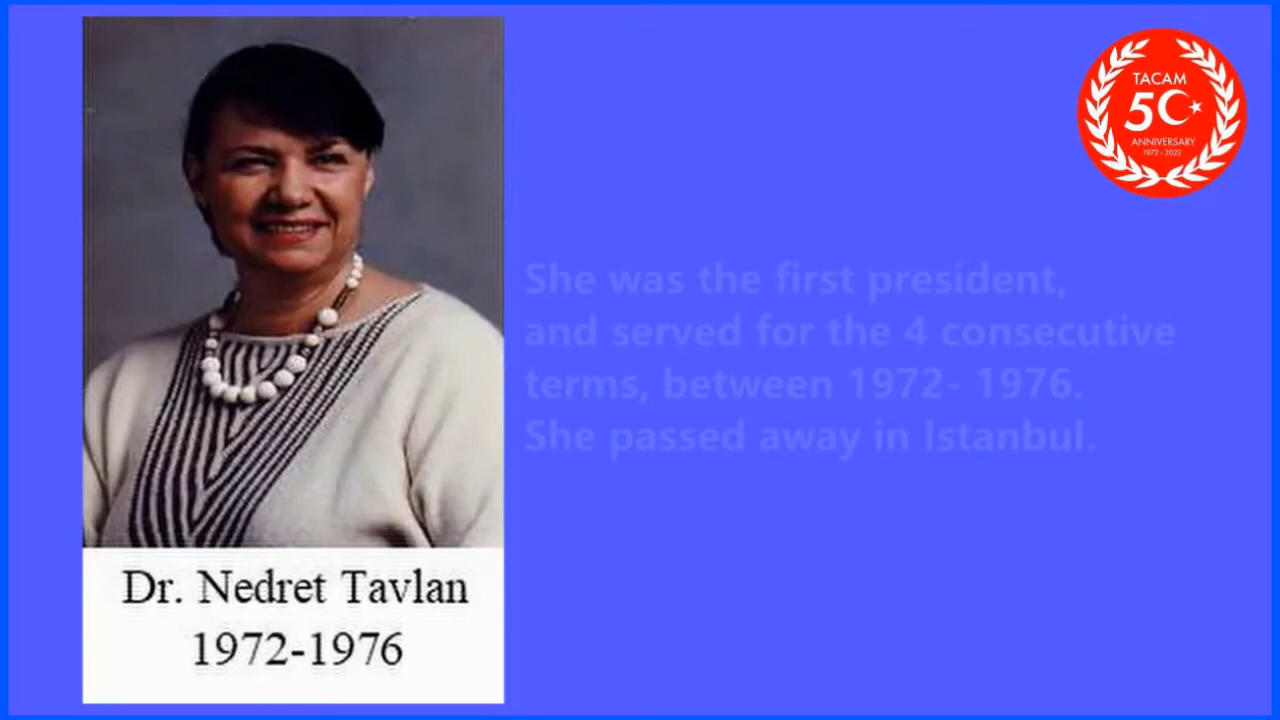 Dr. Nedret Tavlan
1972-1976
She was the first president,
and served for the 4 consecutive
terms, between 1972- 1976.
She passed away in Istanbul.
TACAM
50
ANNIVERSARY
1972 - 2022